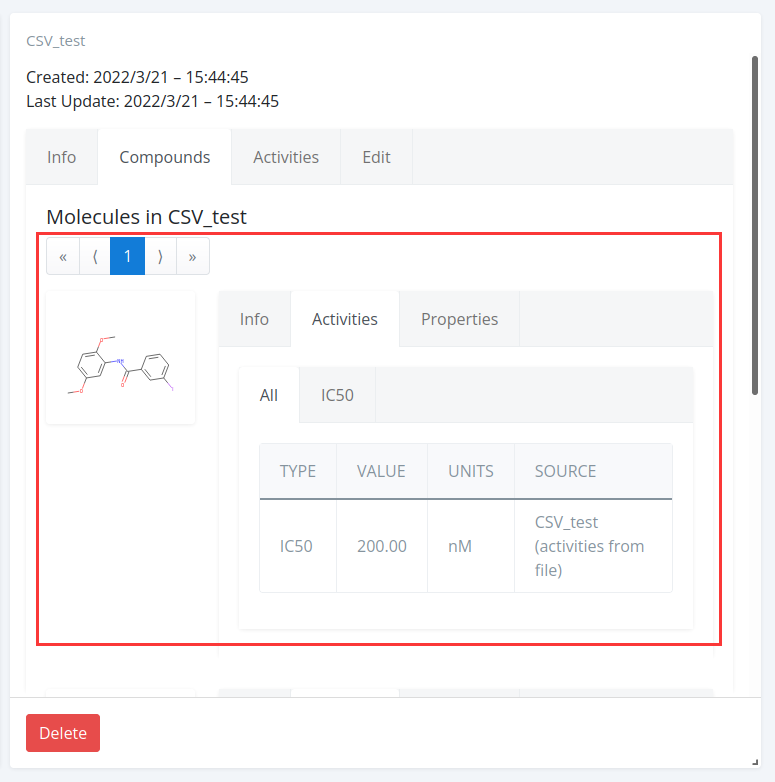 CSV_test
Created: 2022/3/21 – 15:44:45
Last Update: 2022/3/21 – 15:44:45
Info Compounds Activities Edit
Molecules in CSV_test
« ⟨ 1 ⟩ »
Info Activities Properties
All IC50
TYPE VALUE UNITS SOURCE
IC50 200.00 nM CSV_test
(activities from
file)
O
NH
O
O
I
Delete